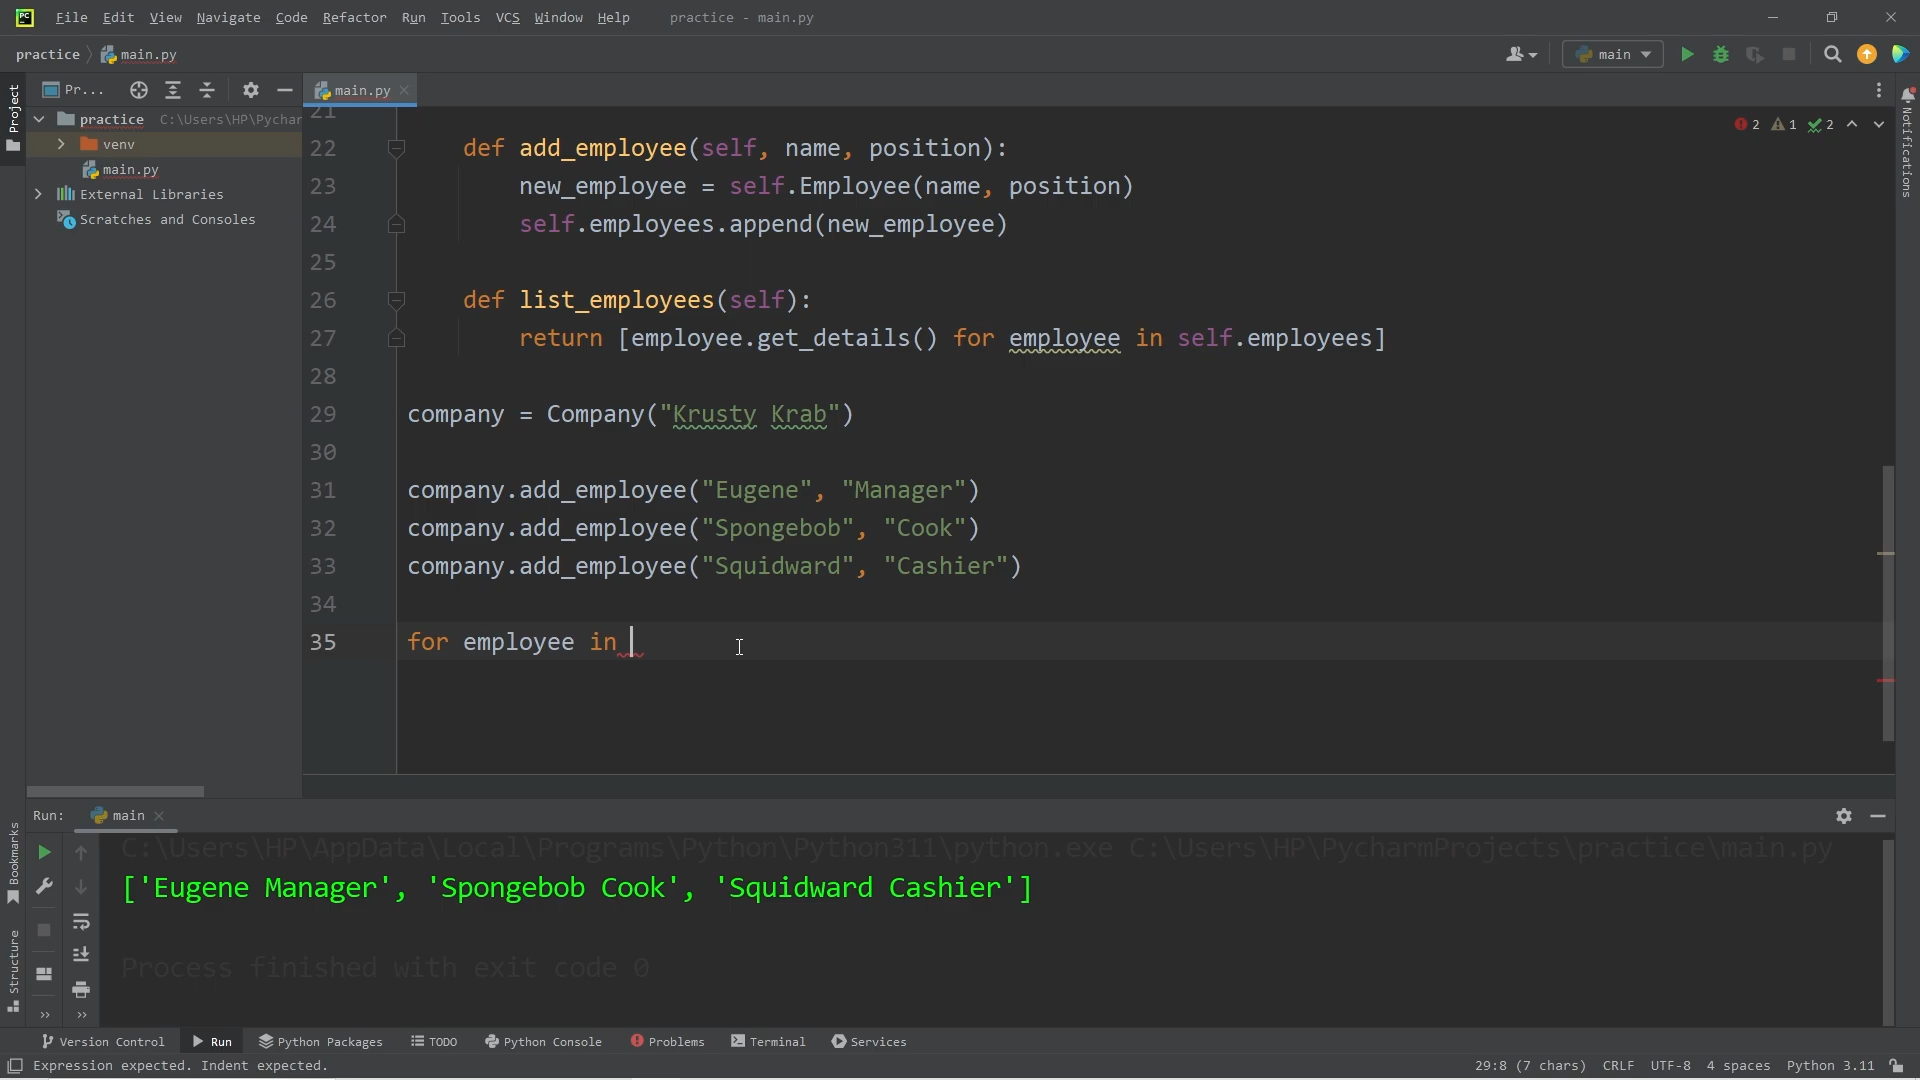 File Edit View Navigate Code Refactor Run Tools VCS Window Help practice - main.py
practice main.py main
Project Pr... main.py
practice C:\Users\HP\Pychar
venv
main.py
External Libraries
Scratches and Consoles
Notifications
2 1 2
21
22 def add_employee(self, name, position):
23 new_employee = self.Employee(name, position)
24 self.employees.append(new_employee)
25
26 def list_employees(self):
27 return [employee.get_details() for employee in self.employees]
28
29 company = Company("Krusty Krab")
30
31 company.add_employee("Eugene", "Manager")
32 company.add_employee("Spongebob", "Cook")
33 company.add_employee("Squidward", "Cashier")
34
35 for employee in
Run: main
C:\Users\HP\AppData\Local\Programs\Python\Python311\python.exe C:\Users\HP\PycharmProjects\practice\main.py
['Eugene Manager', 'Spongebob Cook', 'Squidward Cashier']
Process finished with exit code 0
Bookmarks
Structure
Version Control Run Python Packages TODO Python Console Problems Terminal Services
Expression expected. Indent expected. 29:8 (7 chars) CRLF UTF-8 4 spaces Python 3.11